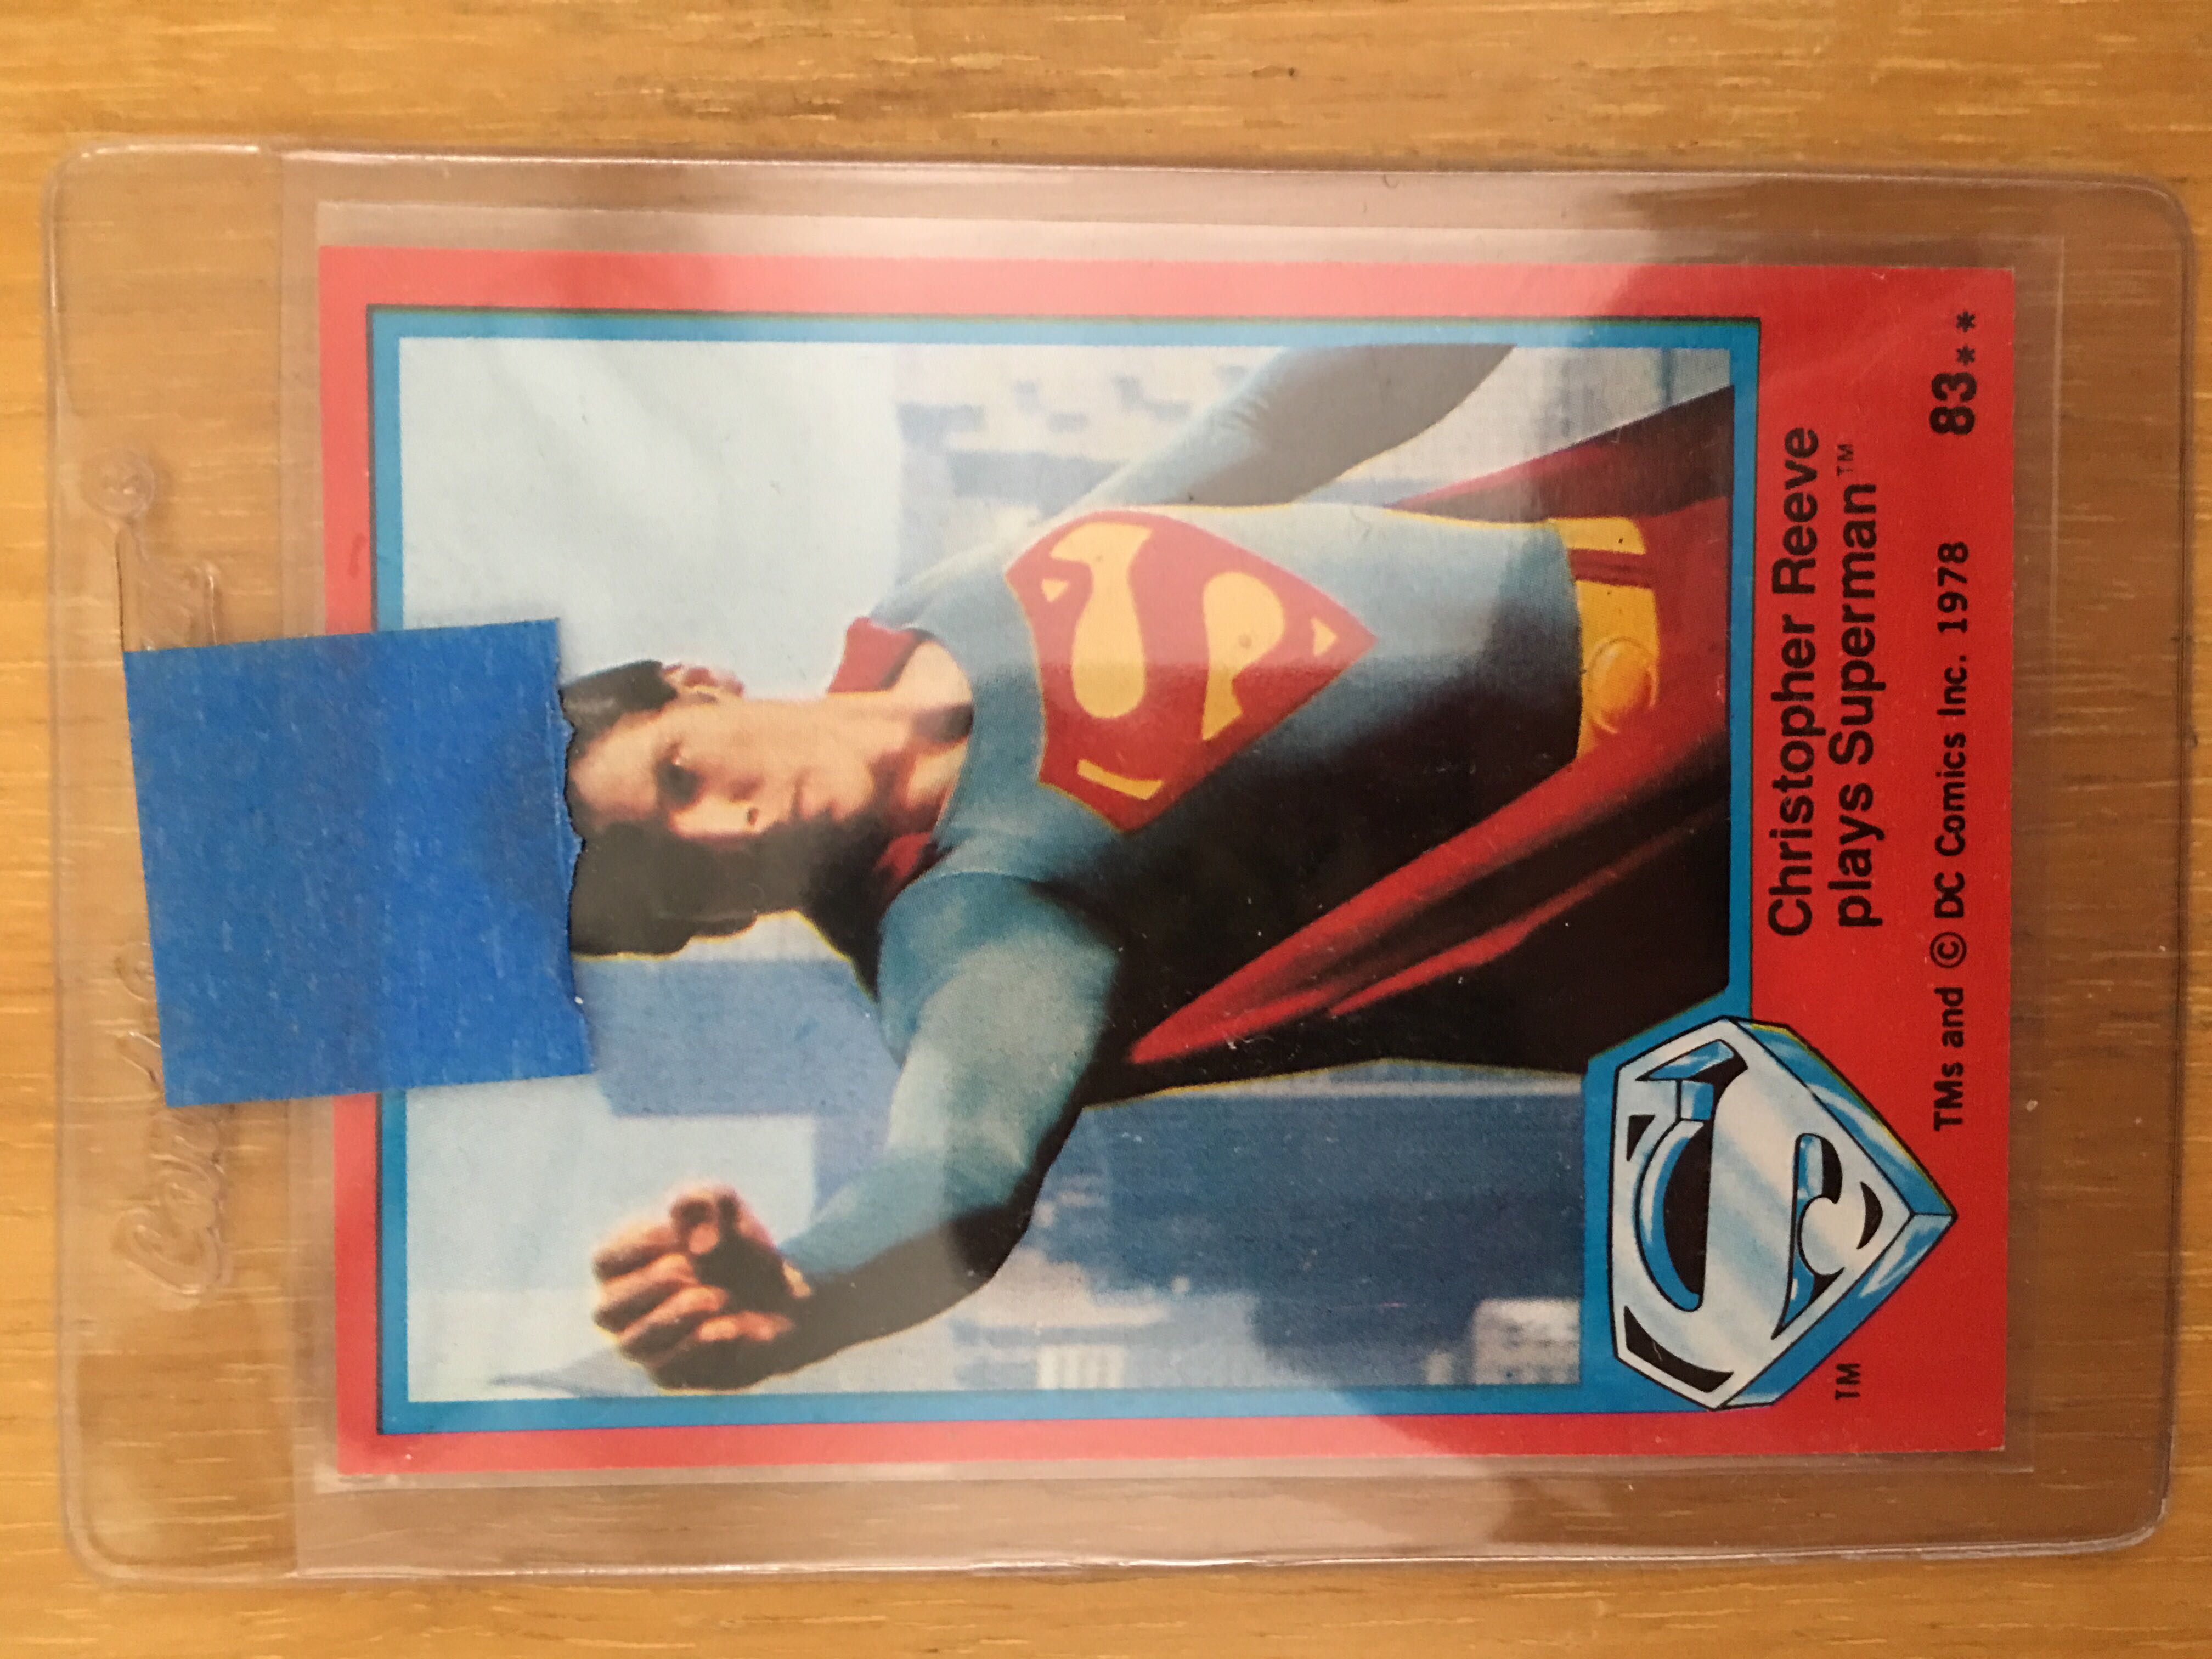 Christopher Reeve
plays Superman™
TM
TMs and © DC Comics Inc. 1978 83**